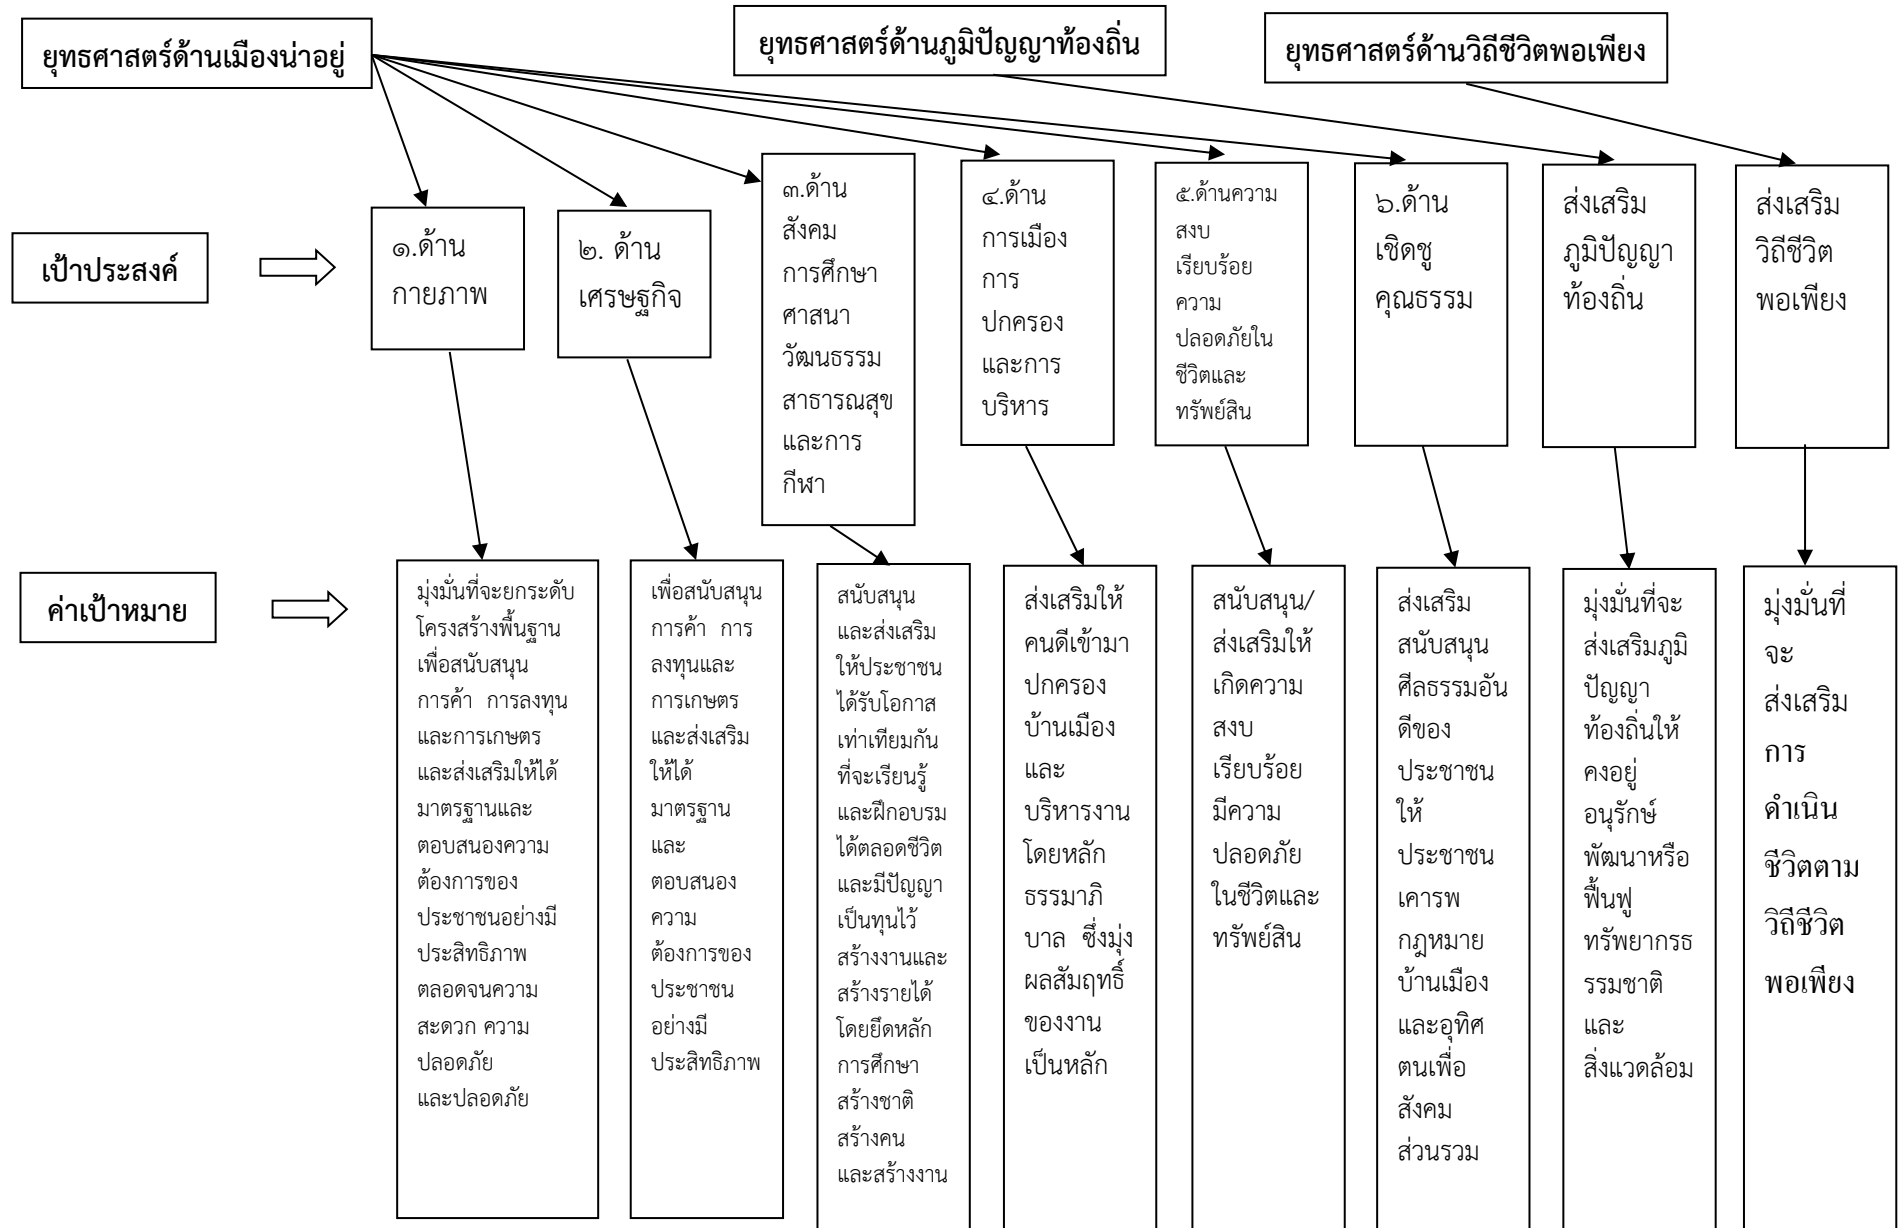 ยุทธศาสตร์ด้านเมืองน่าอยู่
ยุทธศาสตร์ด้านภูมิปัญญาท้องถิ่น
ยุทธศาสตร์ด้านวิถีชีวิตพอเพียง
เป้าประสงค์
๑.ด้าน
กายภาพ
๒. ด้าน
เศรษฐกิจ
๓.ด้าน
สังคม
การศึกษา
ศาสนา
วัฒนธรรม
สาธารณสุข
และการ
กีฬา
๔.ด้าน
การเมือง
การ
ปกครอง
และการ
บริหาร
๕.ด้านความ
สงบ
เรียบร้อย
ความ
ปลอดภัยใน
ชีวิตและ
ทรัพย์สิน
๖.ด้าน
เชิดชู
คุณธรรม
ส่งเสริม
ภูมิปัญญา
ท้องถิ่น
ส่งเสริม
วิถีชีวิต
พอเพียง
ค่าเป้าหมาย
มุ่งมั่นที่จะยกระดับ
โครงสร้างพื้นฐาน
เพื่อสนับสนุน
การค้า การลงทุน
และการเกษตร
และส่งเสริมให้ได้
มาตรฐานและ
ตอบสนองความ
ต้องการของ
ประชาชนอย่างมี
ประสิทธิภาพ
ตลอดจนความ
สะดวก ความ
ปลอดภัย
และปลอดภัย
เพื่อสนับสนุน
การค้า การ
ลงทุนและ
การเกษตร
และส่งเสริม
ให้ได้
มาตรฐาน
และ
ตอบสนอง
ความ
ต้องการของ
ประชาชน
อย่างมี
ประสิทธิภาพ
สนับสนุน
และส่งเสริม
ให้ประชาชน
ได้รับโอกาส
เท่าเทียมกัน
ที่จะเรียนรู้
และฝึกอบรม
ได้ตลอดชีวิต
และมีปัญญา
เป็นทุนไว้
สร้างงานและ
สร้างรายได้
โดยยึดหลัก
การศึกษา
สร้างชาติ
สร้างคน
และสร้างงาน
ส่งเสริมให้
คนดีเข้ามา
ปกครอง
บ้านเมือง
และ
บริหารงาน
โดยหลัก
ธรรมาภิ
บาล ซึ่งมุ่ง
ผลสัมฤทธิ์
ของงาน
เป็นหลัก
สนับสนุน/
ส่งเสริมให้
เกิดความ
สงบ
เรียบร้อย
มีความ
ปลอดภัย
ในชีวิตและ
ทรัพย์สิน
ส่งเสริม
สนับสนุน
ศีลธรรมอัน
ดีของ
ประชาชน
ให้
ประชาชน
เคารพ
กฎหมาย
บ้านเมือง
และอุทิศ
ตนเพื่อ
สังคม
ส่วนรวม
มุ่งมั่นที่จะ
ส่งเสริมภูมิ
ปัญญา
ท้องถิ่นให้
คงอยู่
อนุรักษ์
พัฒนาหรือ
ฟื้นฟู
ทรัพยากรธ
รรมชาติ
และ
สิ่งแวดล้อม
มุ่งมั่นที่
จะ
ส่งเสริม
การ
ดำเนิน
ชีวิตตาม
วิถีชีวิต
พอเพียง